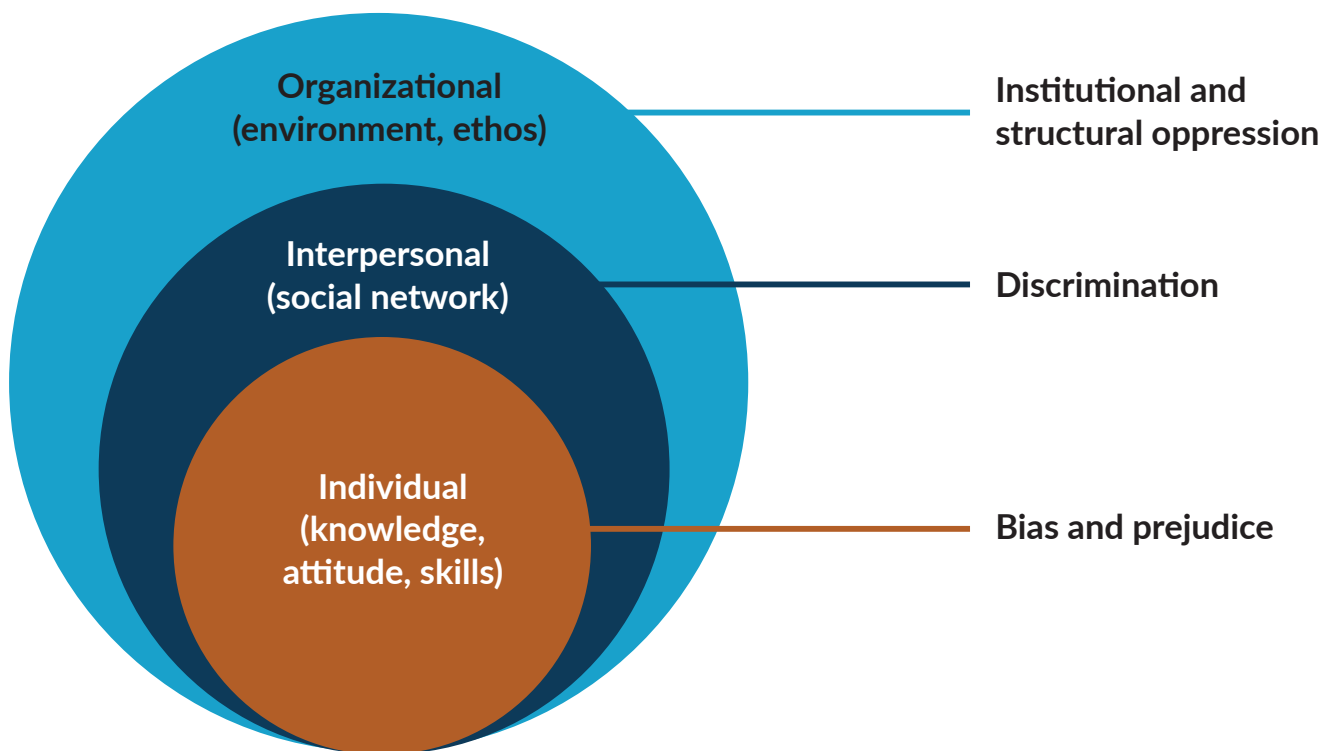 Organizational
(environment, ethos)
Institutional and
structural oppression
Interpersonal
(social network)
Discrimination
Individual
(knowledge,
attitude, skills)
Bias and prejudice